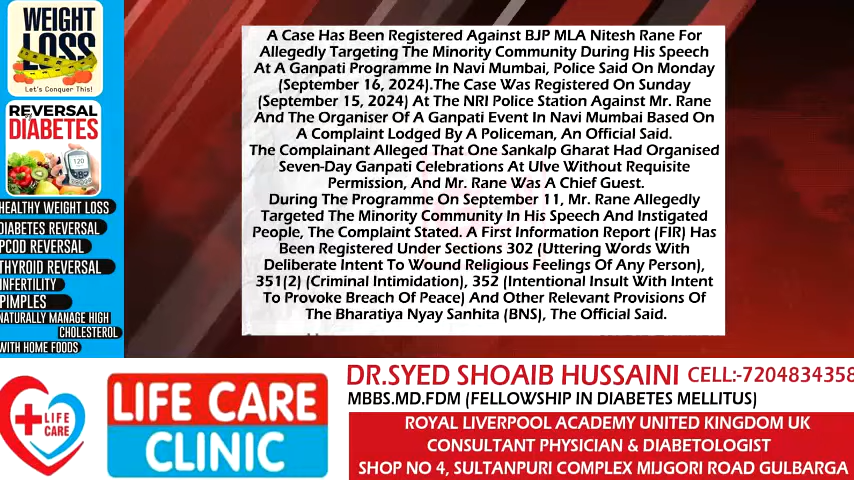 WEIGHT
LOSS
Let's Conquer This!
REVERSAL
OF
DIABETES
120
HEALTHY WEIGHT LOSS
DIABETES REVERSAL
PCOD REVERSAL
THYROID REVERSAL
INFERTILITY
PIMPLES
NATURALLY MANAGE HIGH
CHOLESTEROL
WITH HOME FOODS
A Case Has Been Registered Against BJP MLA Nitesh Rane For
Allegedly Targeting The Minority Community During His Speech
At A Ganpati Programme In Navi Mumbai, Police Said On Monday
(September 16, 2024).The Case Was Registered On Sunday
(September 15, 2024) At The NRI Police Station Against Mr. Rane
And The Organiser Of A Ganpati Event In Navi Mumbai Based On
A Complaint Lodged By A Policeman, An Official Said.
The Complainant Alleged That One Sankalp Gharat Had Organised
Seven-Day Ganpati Celebrations At Ulve Without Requisite
Permission, And Mr. Rane Was A Chief Guest.
During The Programme On September 11, Mr. Rane Allegedly
Targeted The Minority Community In His Speech And Instigated
People, The Complaint Stated. A First Information Report (FIR) Has
Been Registered Under Sections 302 (Uttering Words With
Deliberate Intent To Wound Religious Feelings Of Any Person),
351(2) (Criminal Intimidation), 352 (Intentional Insult With Intent
To Provoke Breach Of Peace) And Other Relevant Provisions Of
The Bharatiya Nyay Sanhita (BNS), The Official Said.
LIFE
CARE
LIFE CARE
CLINIC
DR.SYED SHOAIB HUSSAINI CELL:-7204834358
MBBS.MD.FDM (FELLOWSHIP IN DIABETES MELLITUS)
ROYAL LIVERPOOL ACADEMY UNITED KINGDOM UK
CONSULTANT PHYSICIAN & DIABETOLOGIST
SHOP NO 4, SULTANPURI COMPLEX MIJGORI ROAD GULBARGA